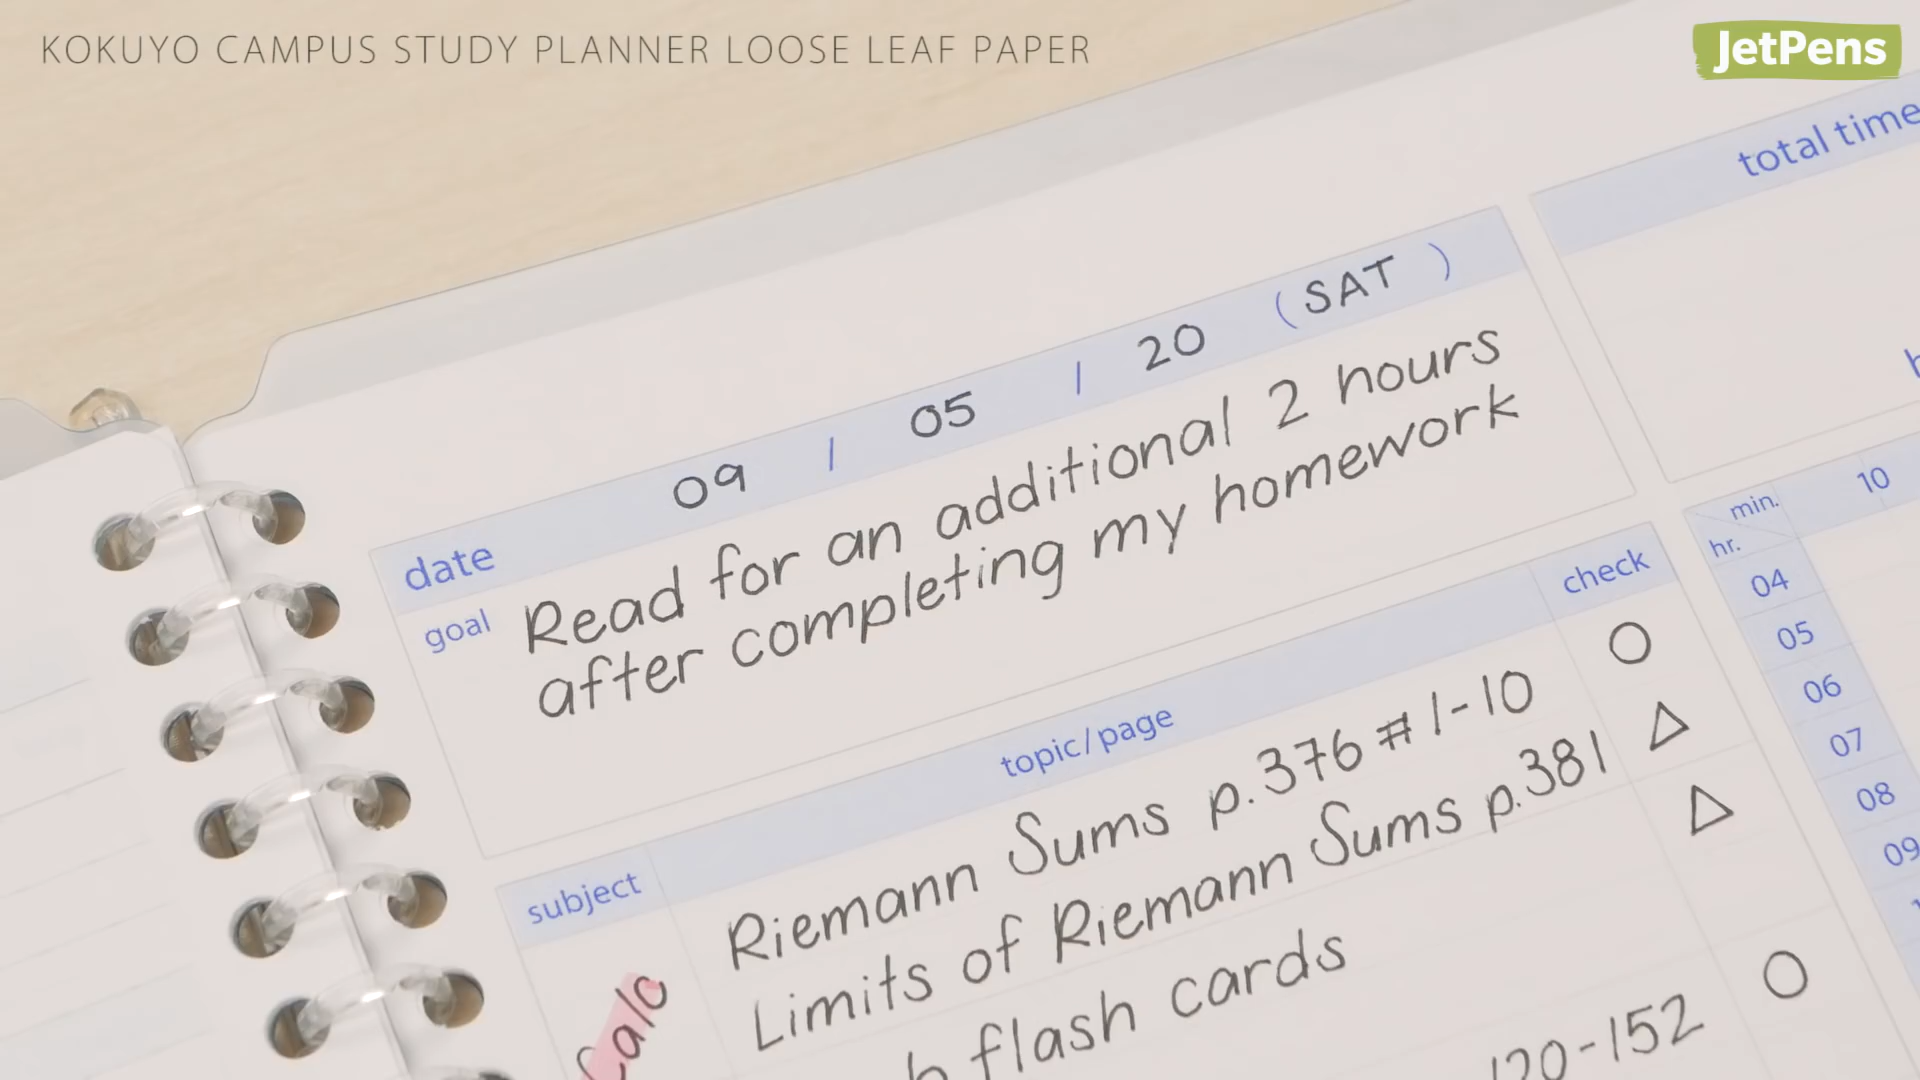 KOKUYO CAMPUS STUDY PLANNER LOOSE LEAF PAPER
JetPens
total time
date 09 / 05 / 20 (SAT)
goal Read for an additional 2 hours
after completing my homework
subject topic/page check
Riemann Sums p.376 #1-10 O
Limits of Riemann Sums p.381 △
flash cards △
Calc
120-152 O
min. 10
hr.
04
05
06
07
08
09